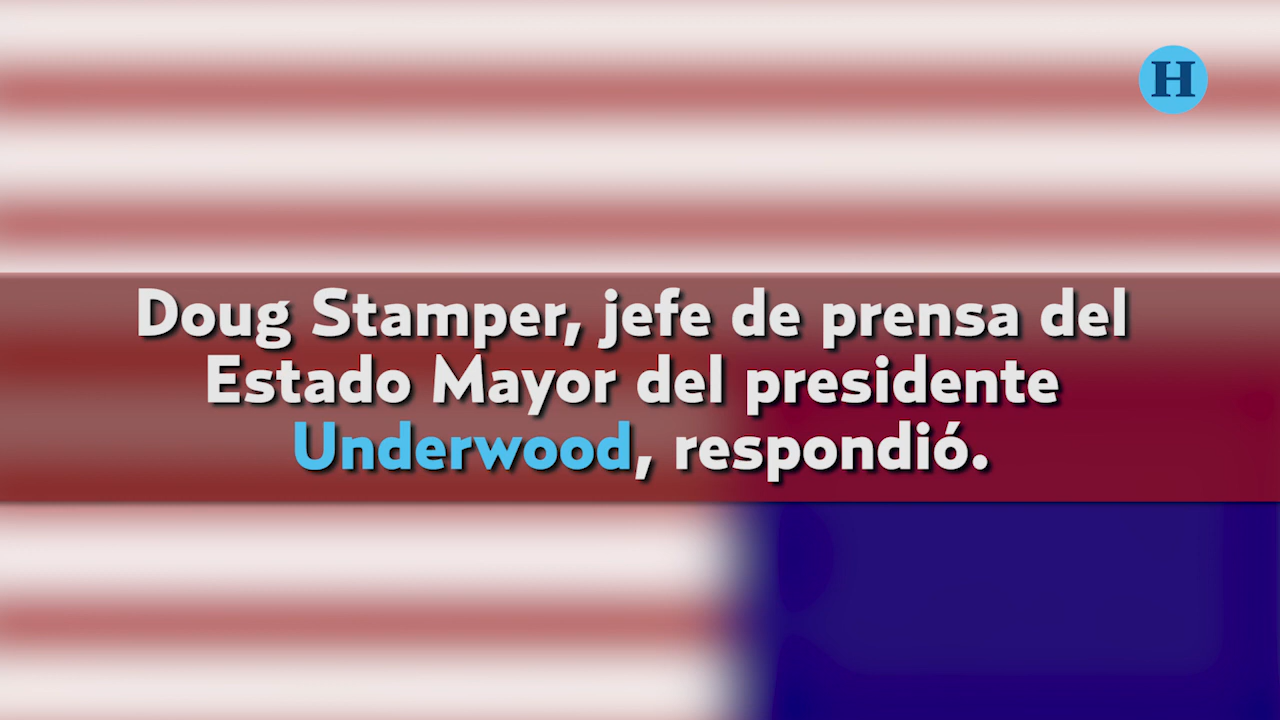 H
Doug Stamper, jefe de prensa del
Estado Mayor del presidente
Underwood, respondió.